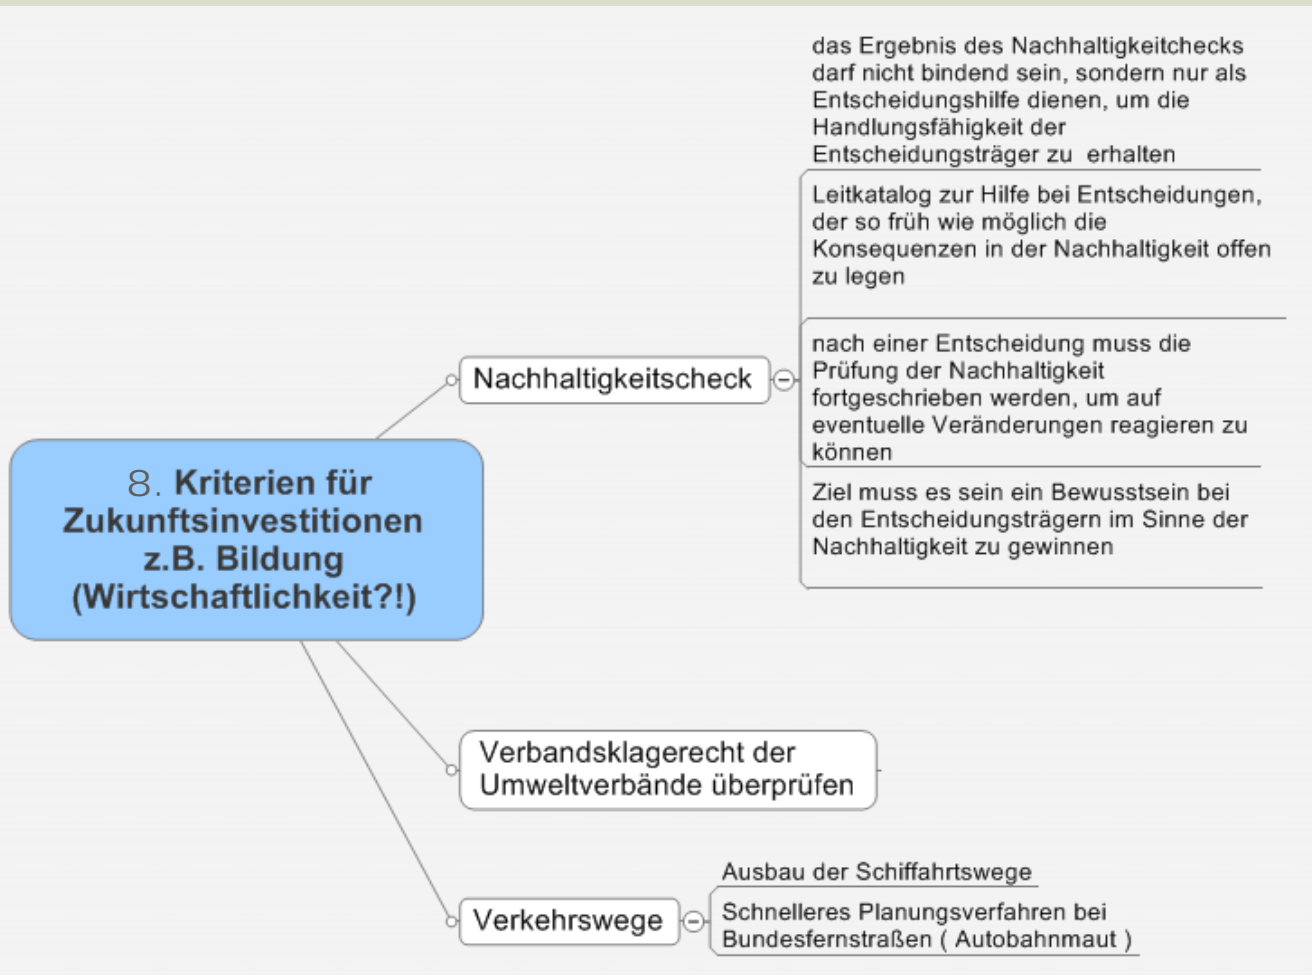 das Ergebnis des Nachhaltigkeitchecks
darf nicht bindend sein, sondern nur als
Entscheidungshilfe dienen, um die
Handlungsfähigkeit der
Entscheidungsträger zu  erhalten
Leitkatalog zur Hilfe bei Entscheidungen,
der so früh wie möglich die
Konsequenzen in der Nachhaltigkeit offen
zu legen
nach einer Entscheidung muss die
Prüfung der Nachhaltigkeit
fortgeschrieben werden, um auf
eventuelle Veränderungen reagieren zu
können
Ziel muss es sein ein Bewusstsein bei
den Entscheidungsträgern im Sinne der
Nachhaltigkeit zu gewinnen
Nachhaltigkeitscheck
8. Kriterien für
Zukunftsinvestitionen
z.B. Bildung
(Wirtschaftlichkeit?!)
Verbandsklagerecht der
Umweltverbände überprüfen
Verkehrswege
Ausbau der Schiffahrtswege
Schnelleres Planungsverfahren bei
Bundesfernstraßen ( Autobahnmaut )